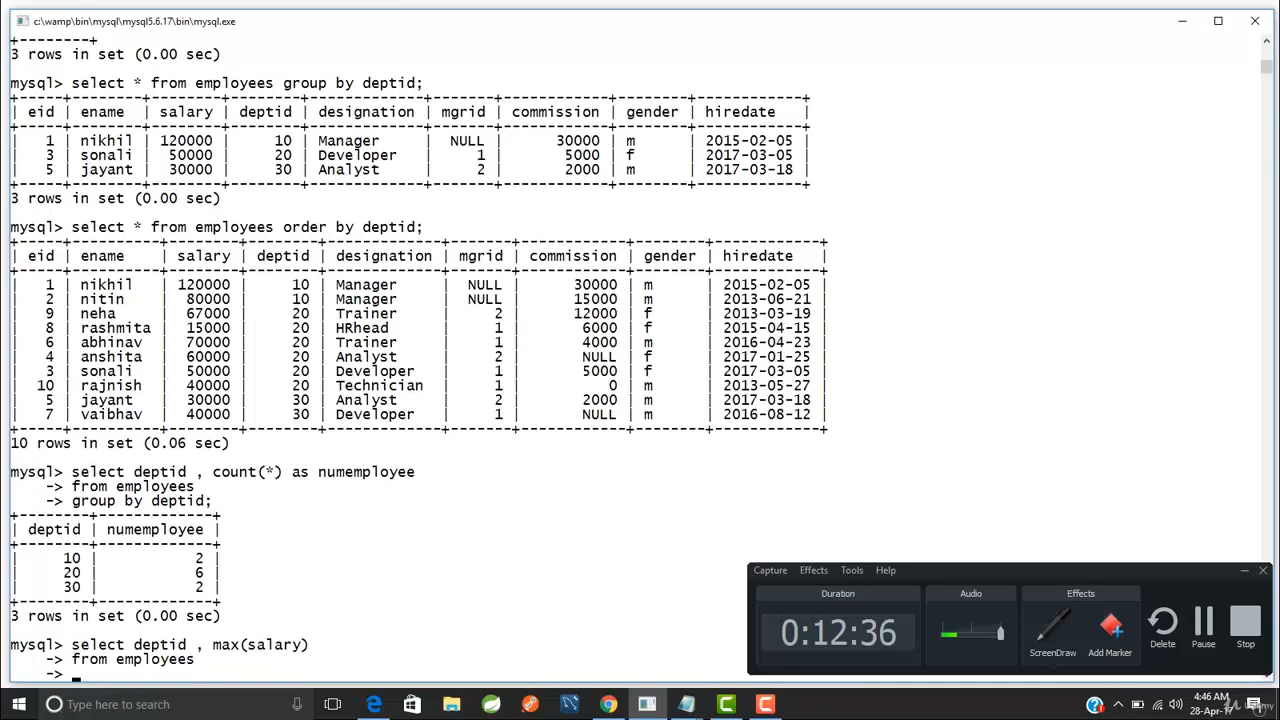 c:\wamp\bin\mysql\mysql5.6.17\bin\mysql.exe
+--------+
3 rows in set (0.00 sec)
mysql> select * from employees group by deptid;
| eid | ename | salary | deptid | designation | mgrid | commission | gender | hiredate |
| 1 | nikhil | 120000 | 10 | Manager | NULL | 30000 | m | 2015-02-05 |
| 3 | sonali | 50000 | 20 | Developer | 1 | 5000 | f | 2017-03-05 |
| 5 | jayant | 30000 | 30 | Analyst | 2 | 2000 | m | 2017-03-18 |
3 rows in set (0.00 sec)
mysql> select * from employees order by deptid;
| eid | ename | salary | deptid | designation | mgrid | commission | gender | hiredate |
| 1 | nikhil | 120000 | 10 | Manager | NULL | 30000 | m | 2015-02-05 |
| 2 | nitin | 80000 | 10 | Manager | NULL | 15000 | m | 2013-06-21 |
| 9 | neha | 67000 | 20 | Trainer | 2 | 12000 | f | 2013-03-19 |
| 8 | rashmita | 15000 | 20 | HRhead | 1 | 6000 | f | 2015-04-15 |
| 6 | abhinav | 70000 | 20 | Trainer | 1 | 4000 | m | 2016-04-23 |
| 4 | anshita | 60000 | 20 | Analyst | 2 | NULL | f | 2017-01-25 |
| 3 | sonali | 50000 | 20 | Developer | 1 | 5000 | f | 2017-03-05 |
| 10 | rajnish | 40000 | 20 | Technician | 1 | 0 | m | 2013-05-27 |
| 5 | jayant | 30000 | 30 | Analyst | 2 | 2000 | m | 2017-03-18 |
| 7 | vaibhav | 40000 | 30 | Developer | 1 | NULL | m | 2016-08-12 |
10 rows in set (0.06 sec)
mysql> select deptid , count(*) as numemployee
-> from employees
-> group by deptid;
| deptid | numemployee |
| 10 | 2 |
| 20 | 6 |
| 30 | 2 |
3 rows in set (0.00 sec)
mysql> select deptid , max(salary)
-> from employees
->
Capture Effects Tools Help
Duration Audio Effects
0:12:36
ScreenDraw Add Marker Delete Pause Stop
Type here to search
4:46 AM
28-Apr-17
Udemy